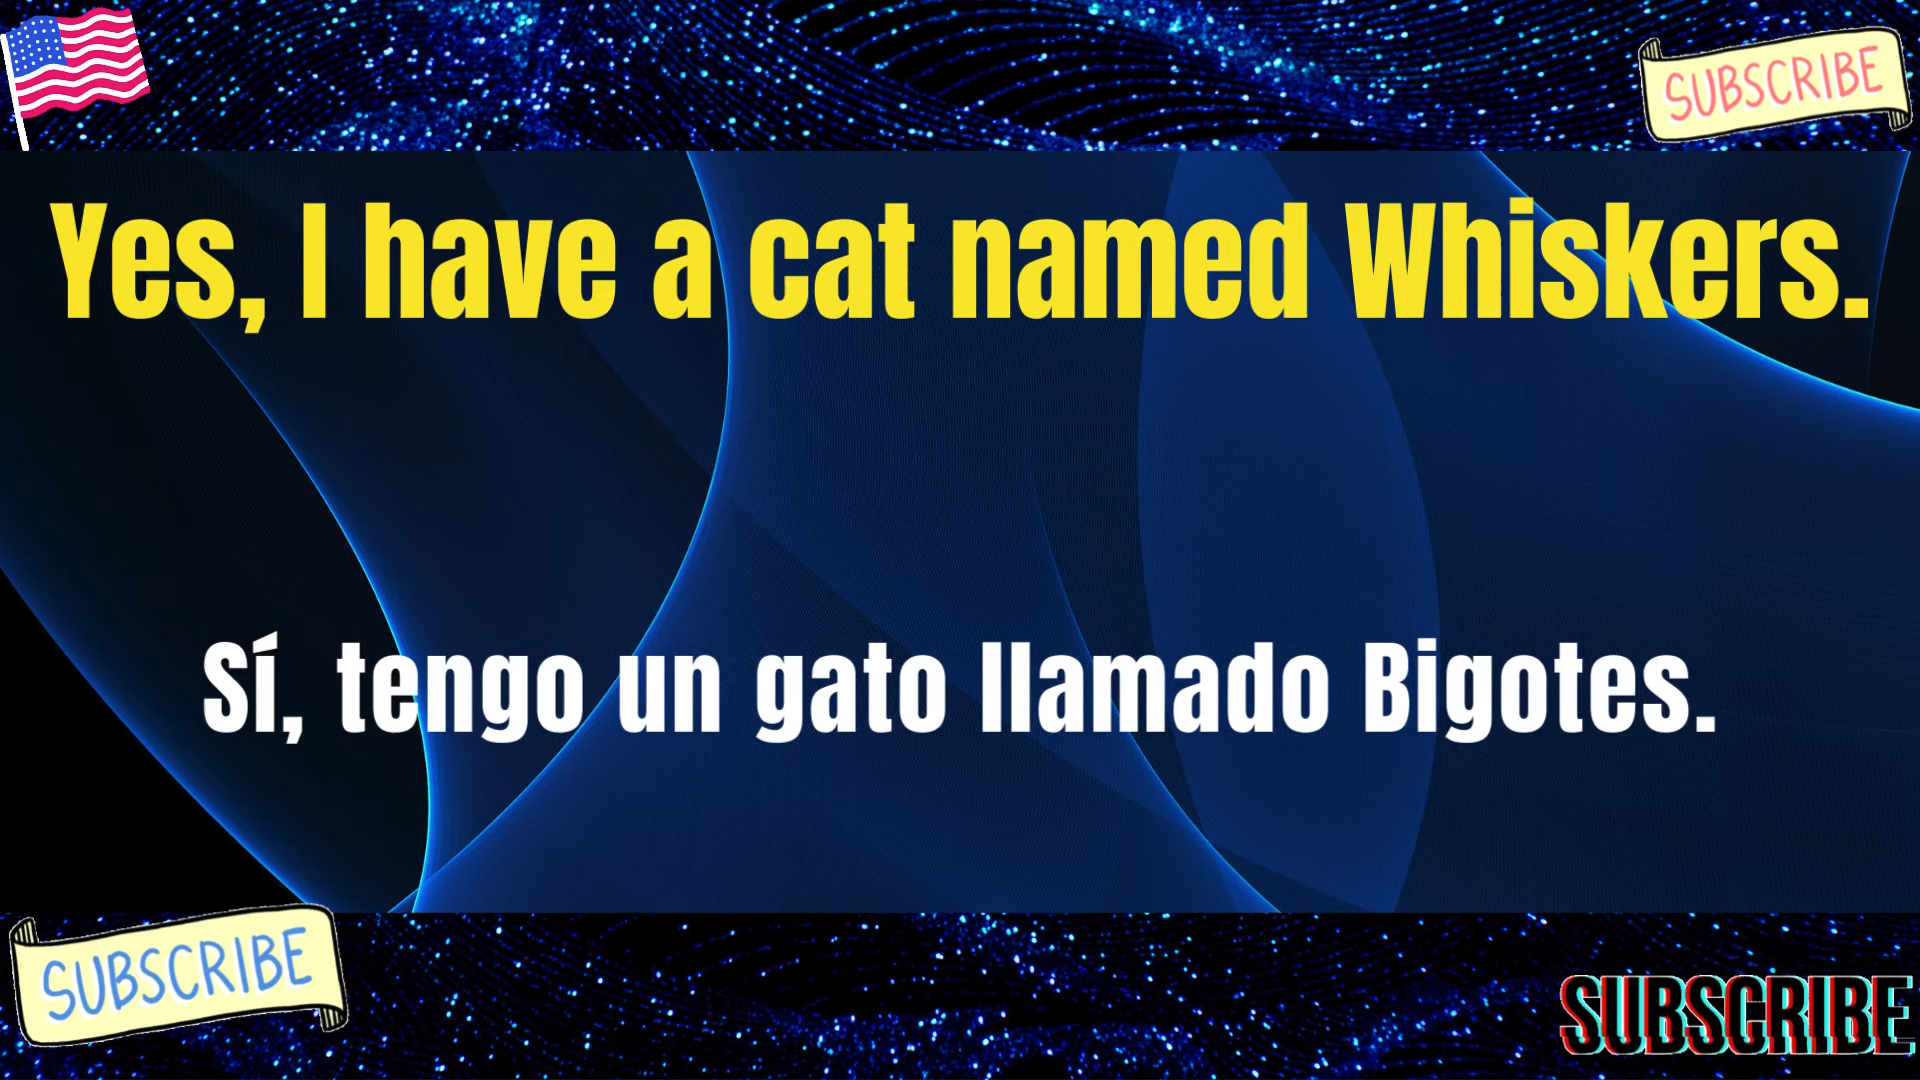 SUBSCRIBE
Yes, I have a cat named Whiskers.
Sí, tengo un gato llamado Bigotes.
SUBSCRIBE
SUBSCRIBE